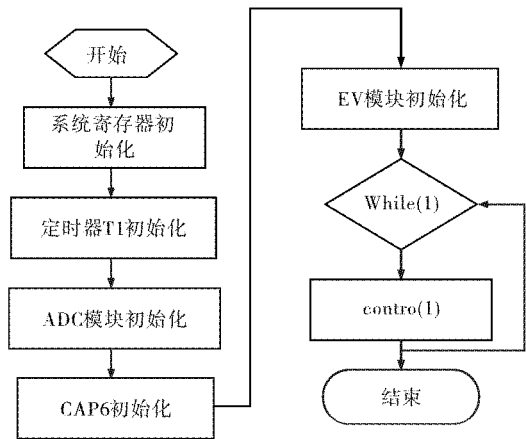 开始
系统寄存器初
始化
定时器T1初始化
ADC模块初始化
CAP6初始化
EV模块初始化
While(1)
contro(1)
结束